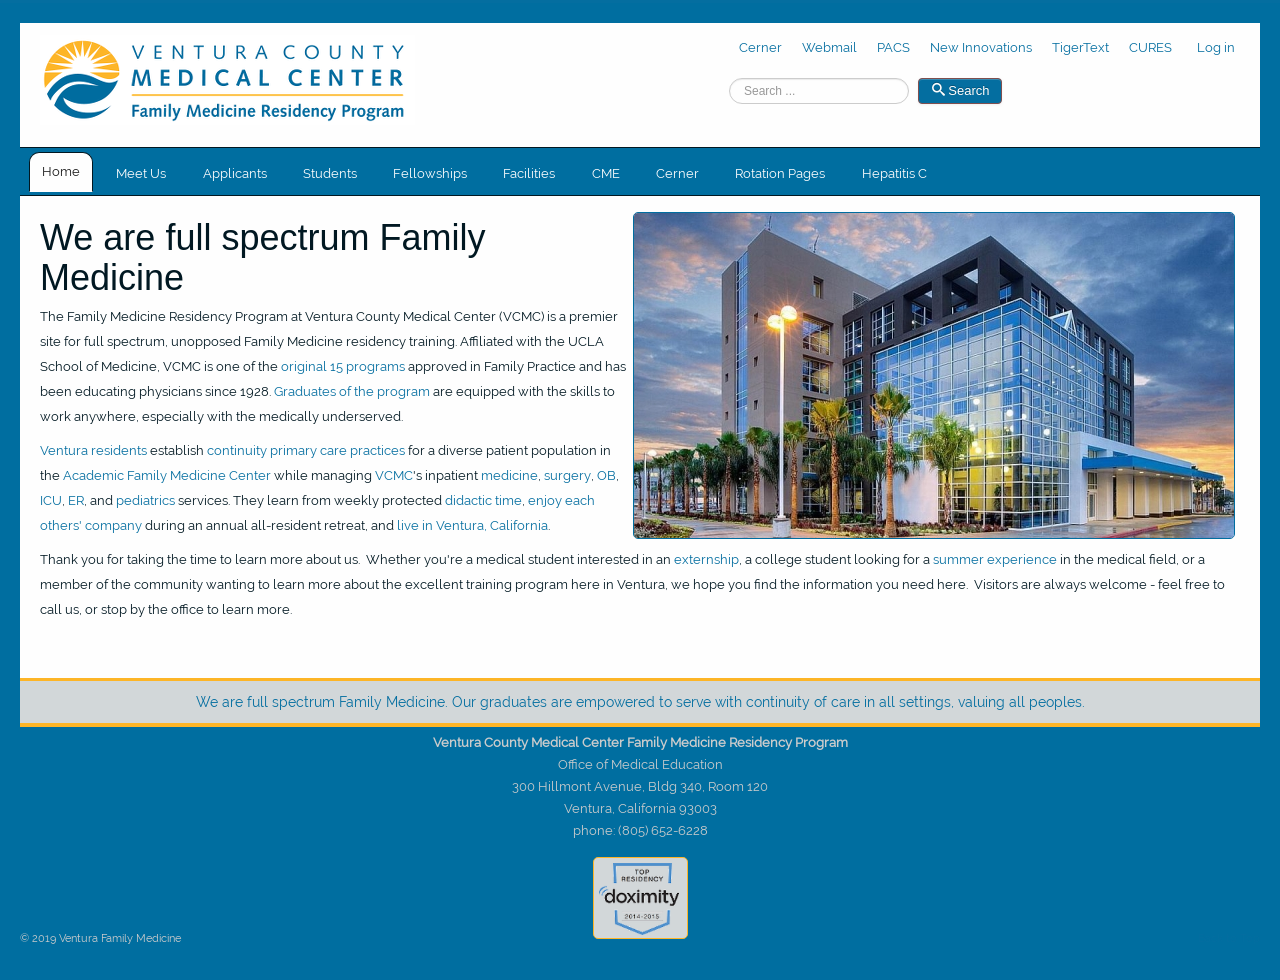 VENTURA COUNTY
MEDICAL CENTER
Family Medicine Residency Program
Cerner Webmail PACS New Innovations TigerText CURES Log in
Search ... Search
Home Meet Us Applicants Students Fellowships Facilities CME Cerner Rotation Pages Hepatitis C
We are full spectrum Family
Medicine
The Family Medicine Residency Program at Ventura County Medical Center (VCMC) is a premier
site for full spectrum, unopposed Family Medicine residency training. Affiliated with the UCLA
School of Medicine, VCMC is one of the original 15 programs approved in Family Practice and has
been educating physicians since 1928. Graduates of the program are equipped with the skills to
work anywhere, especially with the medically underserved.
Ventura residents establish continuity primary care practices for a diverse patient population in
the Academic Family Medicine Center while managing VCMC's inpatient medicine, surgery, OB,
ICU, ER, and pediatrics services. They learn from weekly protected didactic time, enjoy each
others' company during an annual all-resident retreat, and live in Ventura, California.
Thank you for taking the time to learn more about us.  Whether you're a medical student interested in an externship, a college student looking for a summer experience in the medical field, or a
member of the community wanting to learn more about the excellent training program here in Ventura, we hope you find the information you need here.  Visitors are always welcome - feel free to
call us, or stop by the office to learn more.
We are full spectrum Family Medicine. Our graduates are empowered to serve with continuity of care in all settings, valuing all peoples.
Ventura County Medical Center Family Medicine Residency Program
Office of Medical Education
300 Hillmont Avenue, Bldg 340, Room 120
Ventura, California 93003
phone: (805) 652-6228
TOP
RESIDENCY
doximity
2014-2015
© 2019 Ventura Family Medicine